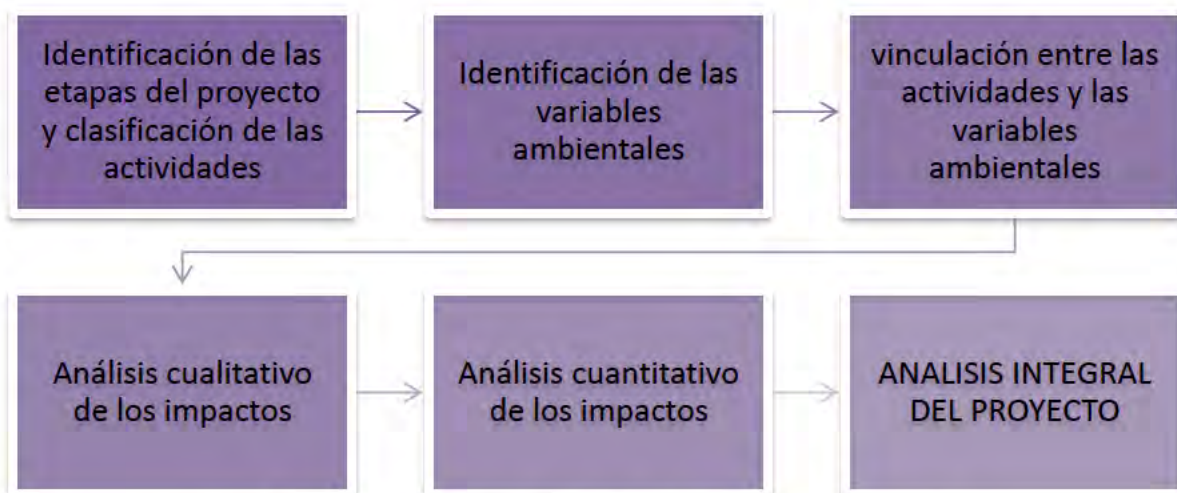 Identificación de las
etapas del proyecto
y clasificación de las
actividades
Identificación de las
variables
ambientales
vinculación entre las
actividades y las
variables
ambientales
Análisis cualitativo
de los impactos
Análisis cuantitativo
de los impactos
ANALISIS INTEGRAL
DEL PROYECTO